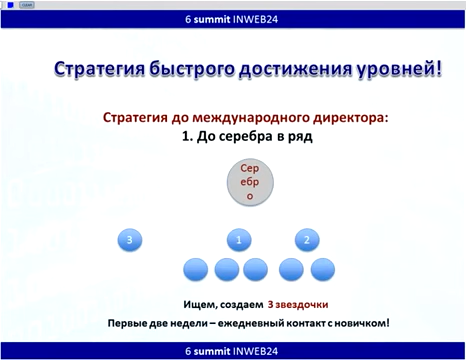 6 summit INWEB24
Стратегия быстрого достижения уровней!
Стратегия до международного директора:
1. До серебра в ряд
Сер
ебр
о
3 1 2
Ищем, создаем 3 звездочки
Первые две недели – ежедневный контакт с новичком!
6 summit INWEB24